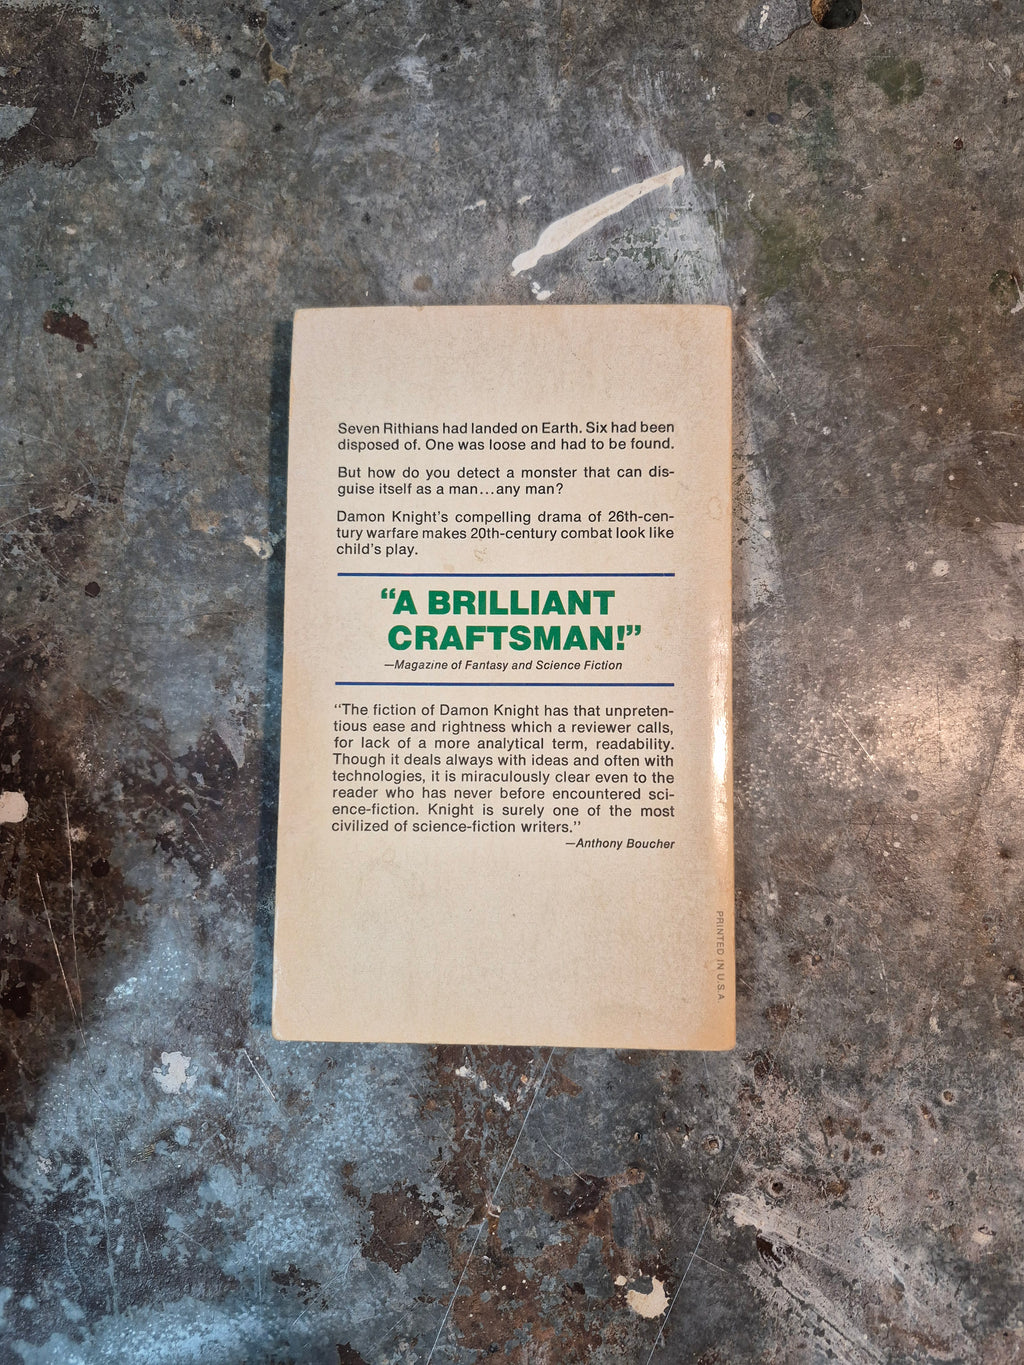 Seven Rithians had landed on Earth. Six had been
disposed of. One was loose and had to be found.
But how do you detect a monster that can dis-
guise itself as a man...any man?
Damon Knight's compelling drama of 26th-cen-
tury warfare makes 20th-century combat look like
child's play.
“A BRILLIANT
CRAFTSMAN!”
—Magazine of Fantasy and Science Fiction
“The fiction of Damon Knight has that unpreten-
tious ease and rightness which a reviewer calls,
for lack of a more analytical term, readability.
Though it deals always with ideas and often with
technologies, it is miraculously clear even to the
reader who has never before encountered sci-
ence-fiction. Knight is surely one of the most
civilized of science-fiction writers.”
—Anthony Boucher
PRINTED IN U.S.A.